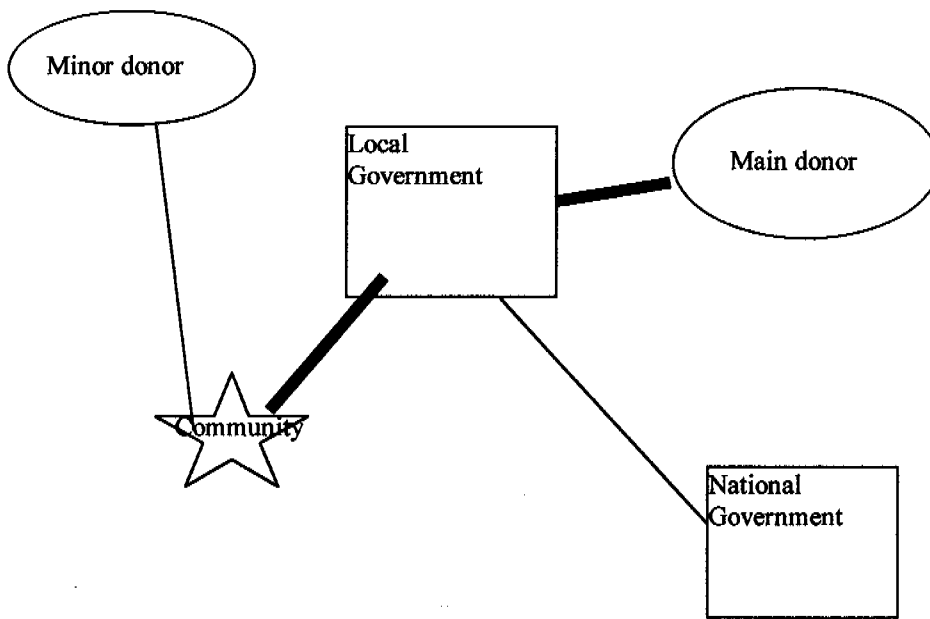 Minor donor
Local
Government
Main donor
Community
National
Government